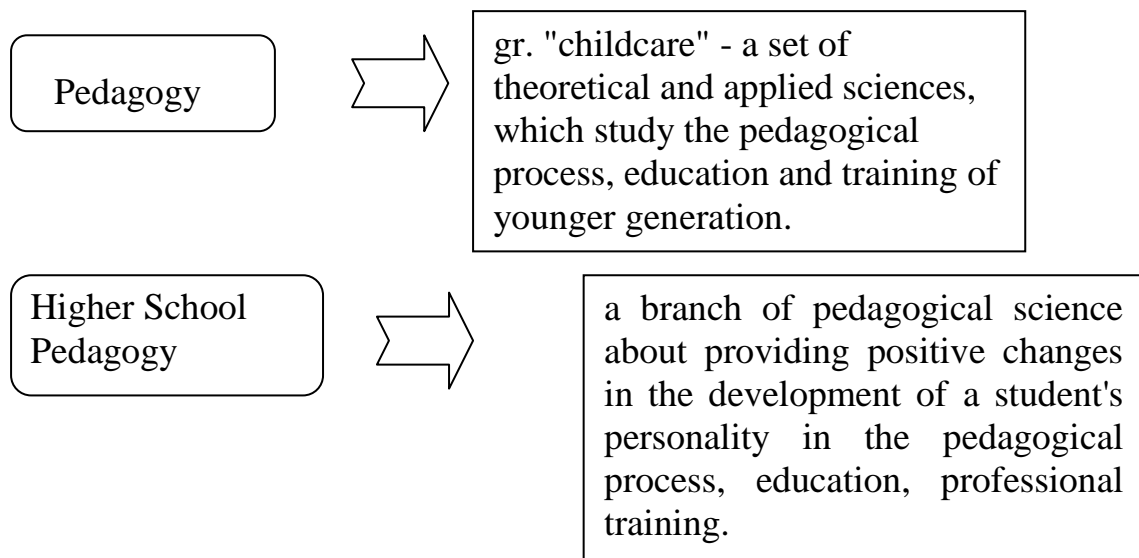 Pedagogy
gr. "childcare" - a set of
theoretical and applied sciences,
which study the pedagogical
process, education and training of
younger generation.
Higher School
Pedagogy
a branch of pedagogical science
about providing positive changes
in the development of a student's
personality in the pedagogical
process, education, professional
training.